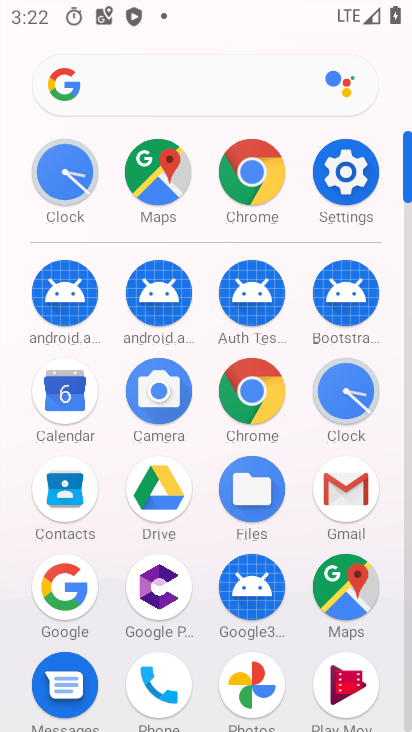 3:22 LTE
Clock Maps Chrome Settings
android.a... android.a... Auth Tes... Bootstra...
6
Calendar Camera Chrome Clock
Contacts Drive Files Gmail
Google Google P... Google3... Maps
Messages Phone Photos Play Mov...